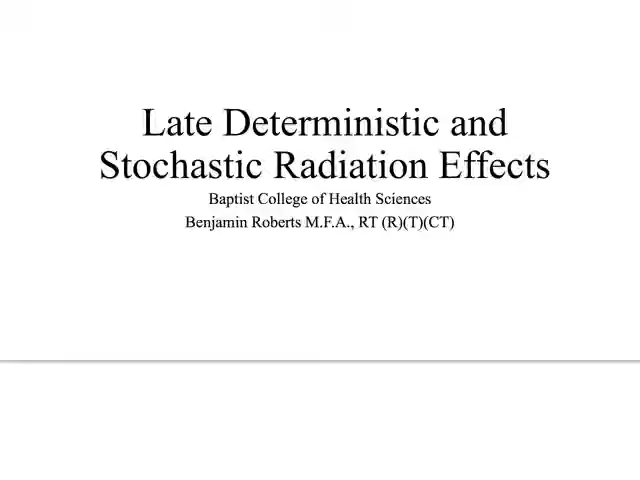 Late Deterministic and
Stochastic Radiation Effects
Baptist College of Health Sciences
Benjamin Roberts M.F.A., RT (R)(T)(CT)